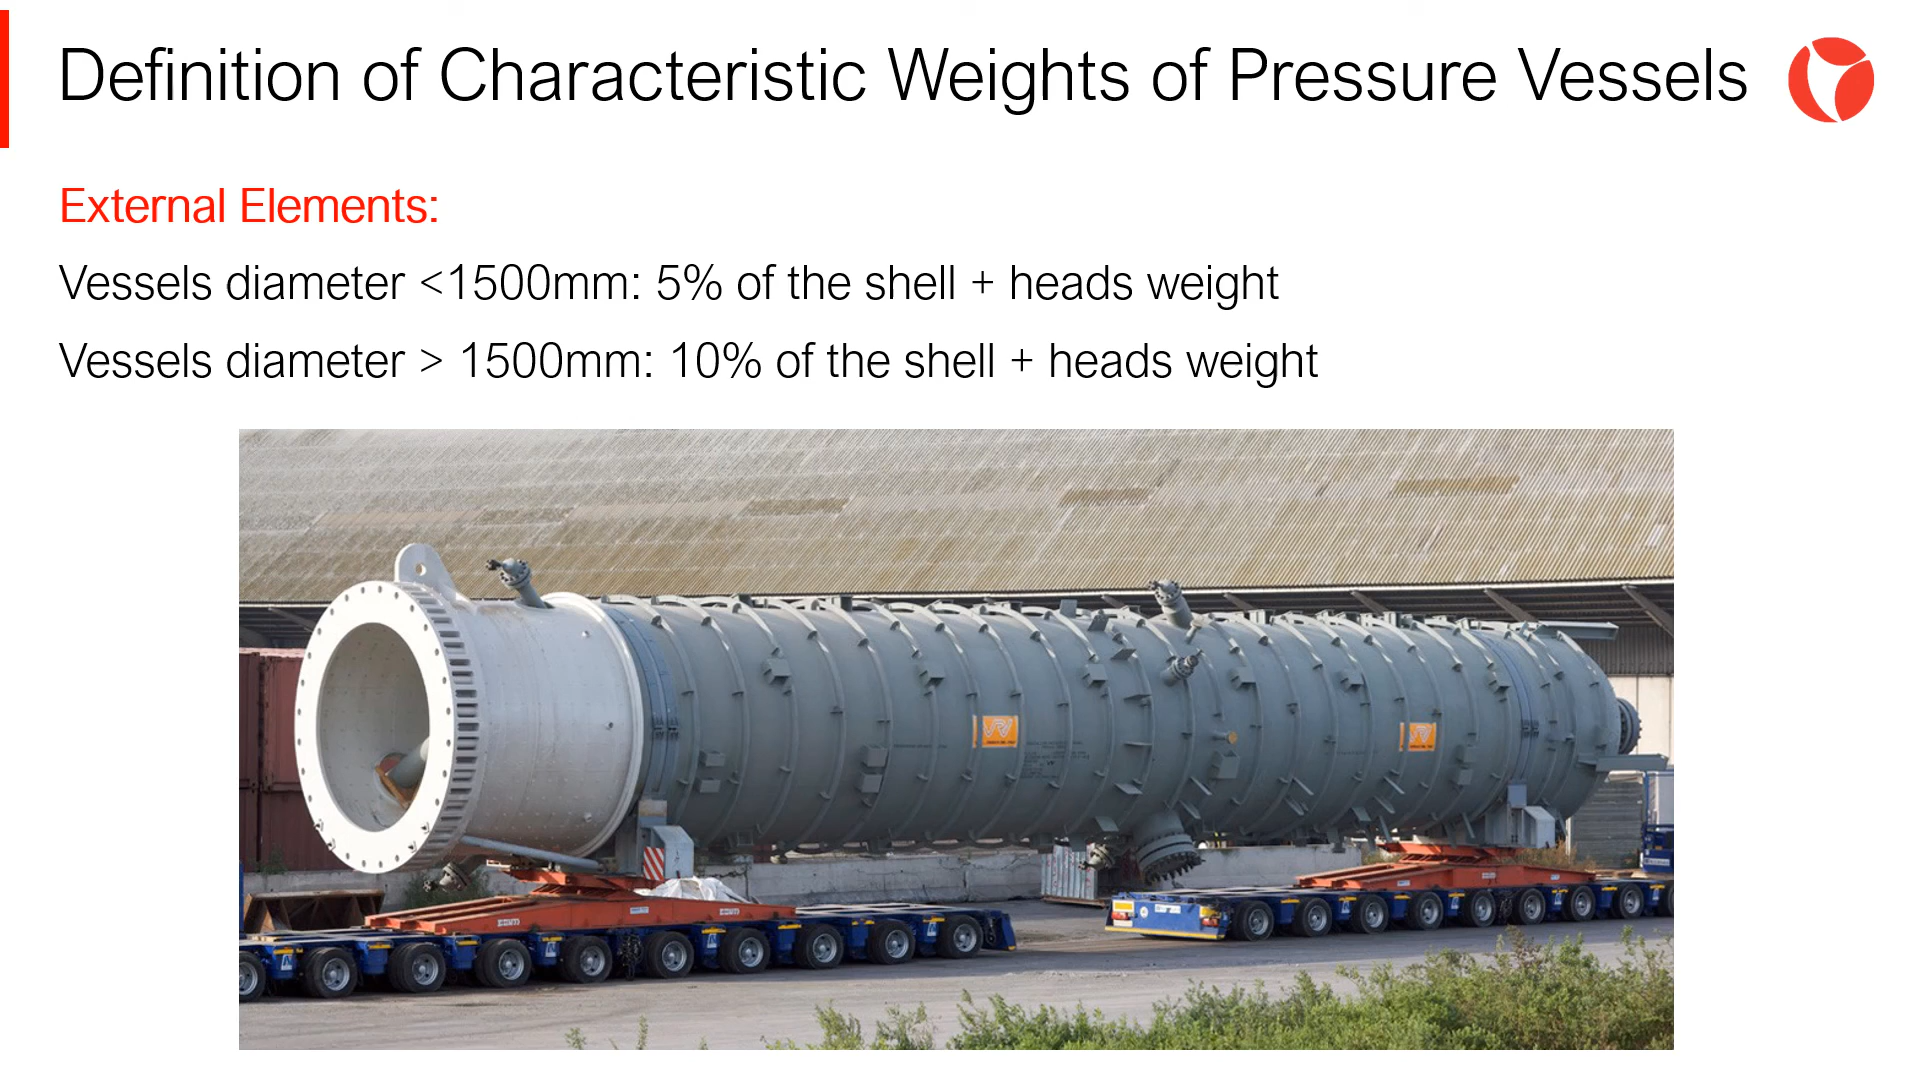 Definition of Characteristic Weights of Pressure Vessels
External Elements:
Vessels diameter <1500mm: 5% of the shell + heads weight
Vessels diameter > 1500mm: 10% of the shell + heads weight